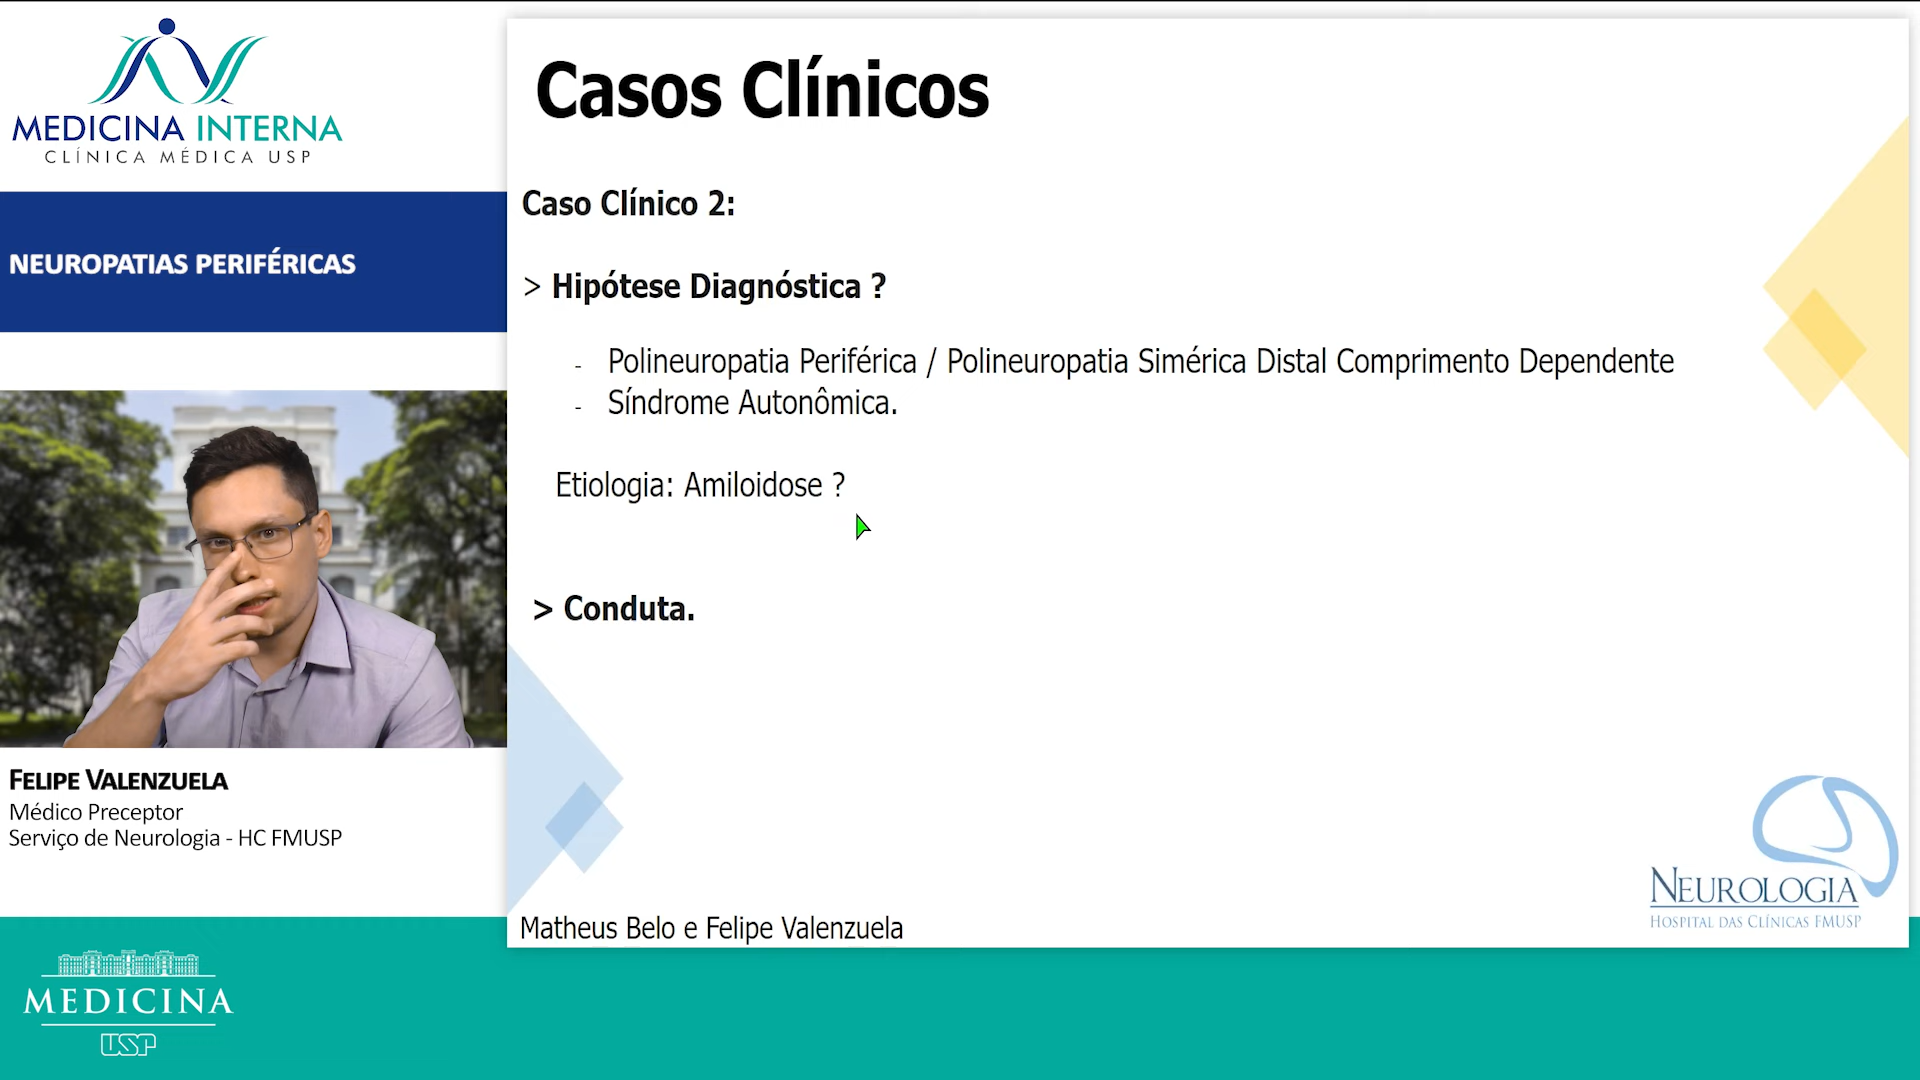 MEDICINA INTERNA
CLÍNICA MÉDICA USP
NEUROPATIAS PERIFÉRICAS
FELIPE VALENZUELA
Médico Preceptor
Serviço de Neurologia - HC FMUSP
MEDICINA
USP
Casos Clínicos
Caso Clínico 2:
> Hipótese Diagnóstica ?
- Polineuropatia Periférica / Polineuropatia Simérica Distal Comprimento Dependente
- Síndrome Autonômica.
Etiologia: Amiloidose ?
> Conduta.
NEUROLOGIA
HOSPITAL DAS CLÍNICAS FMUSP
Matheus Belo e Felipe Valenzuela